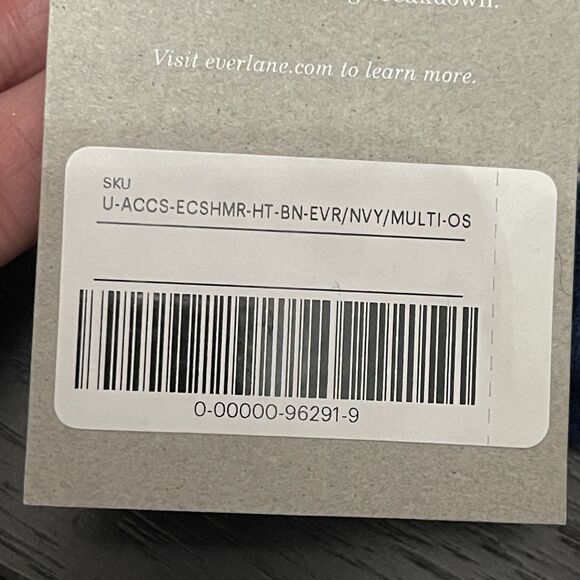 breakdown.
Visit everlane.com to learn more.
SKU
U-ACCS-ECSHMR-HT-BN-EVR/NVY/MULTI-OS
0-00000-96291-9